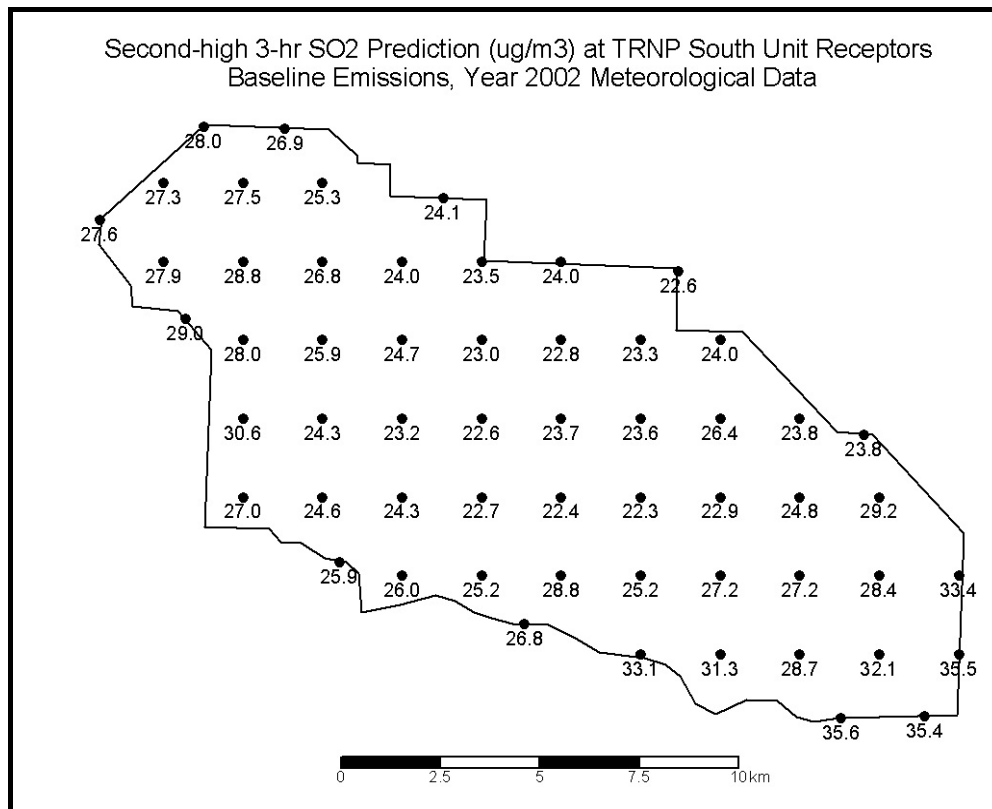 Second-high 3-hr SO2 Prediction (ug/m3) at TRNP South Unit Receptors
Baseline Emissions, Year 2002 Meteorological Data
28.0 26.9
27.3 27.5 25.3
24.1
27.6
27.9 28.8 26.8 24.0 23.5 24.0
22.6
29.0
28.0 25.9 24.7 23.0 22.8 23.3 24.0
30.6 24.3 23.2 22.6 23.7 23.6 26.4 23.8
23.8
27.0 24.6 24.3 22.7 22.4 22.3 22.9 24.8 29.2
25.9
26.0 25.2 28.8 25.2 27.2 27.2 28.4 33.4
26.8
33.1 31.3 28.7 32.1 35.5
35.6 35.4
0 2.5 5 7.5 10 km